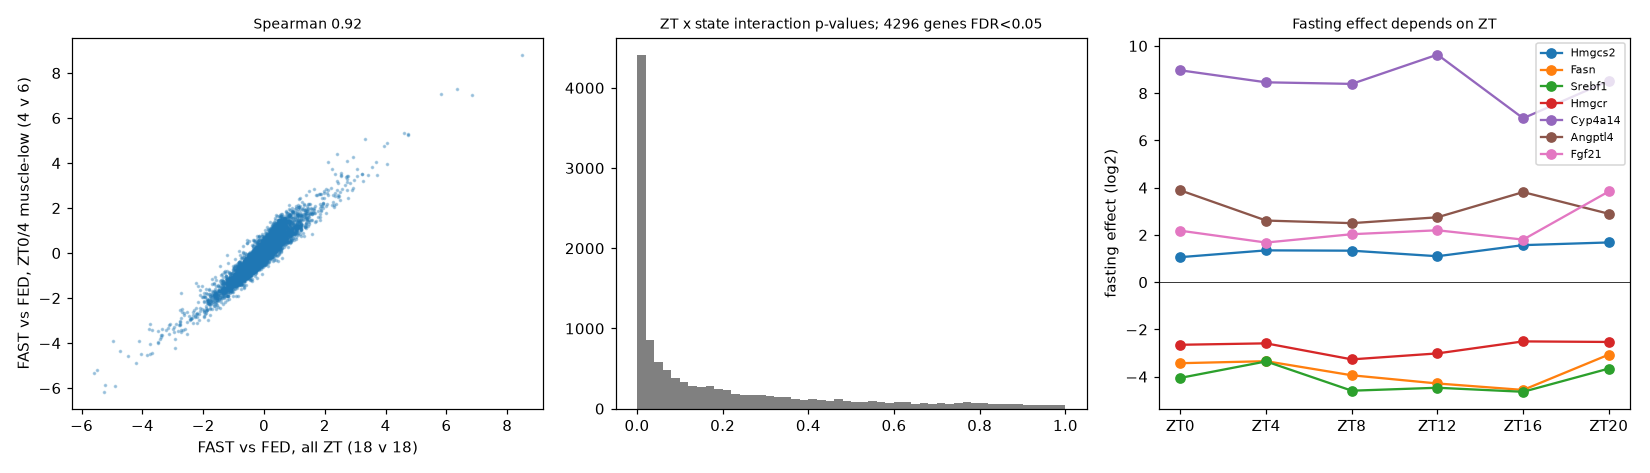 Spearman 0.92
FAST vs FED, ZT0/4 muscle-low (4 v 6)
8
6
4
2
0
−2
−4
−6
−6
−4
−2
0
2
4
6
8
FAST vs FED, all ZT (18 v 18)
ZT x state interaction p-values; 4296 genes FDR<0.05
4000
3000
2000
1000
0
0.0
0.2
0.4
0.6
0.8
1.0
Fasting effect depends on ZT
fasting effect (log2)
10
8
6
4
2
0
−2
−4
Hmgcs2
Fasn
Srebf1
Hmgcr
Cyp4a14
Angptl4
Fgf21
ZT0
ZT4
ZT8
ZT12
ZT16
ZT20